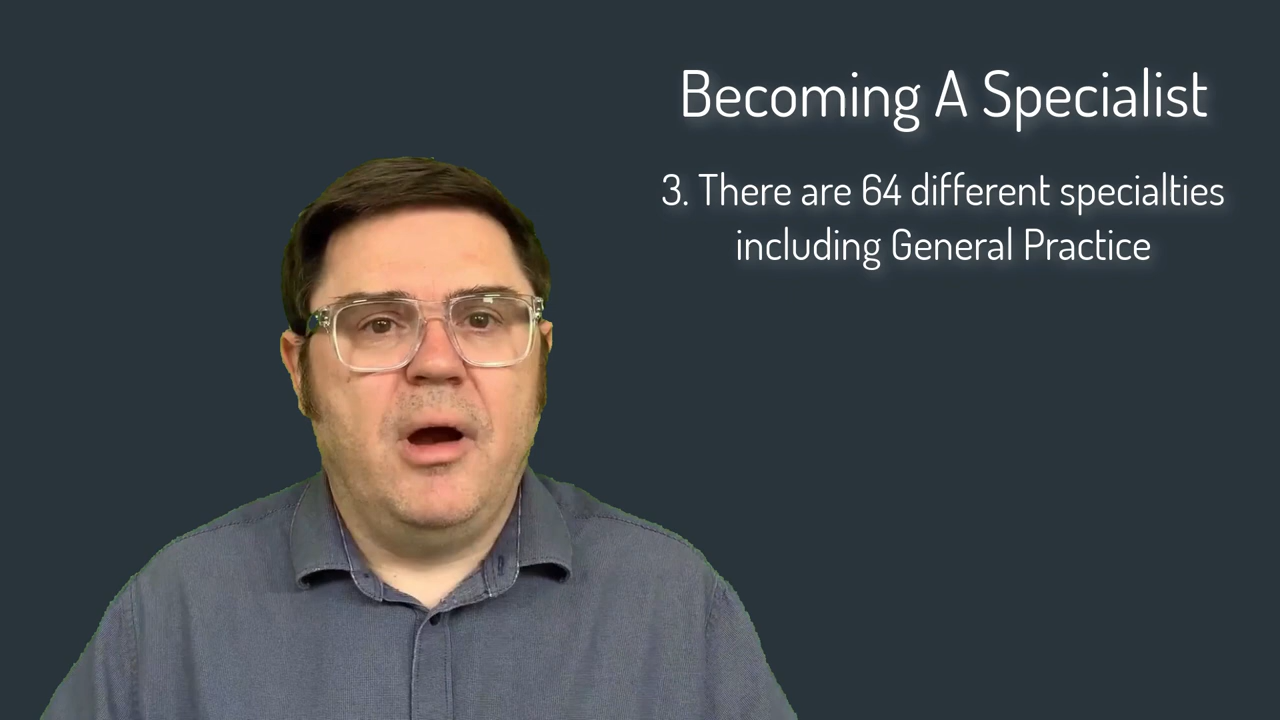 Becoming A Specialist
3. There are 64 different specialties
including General Practice